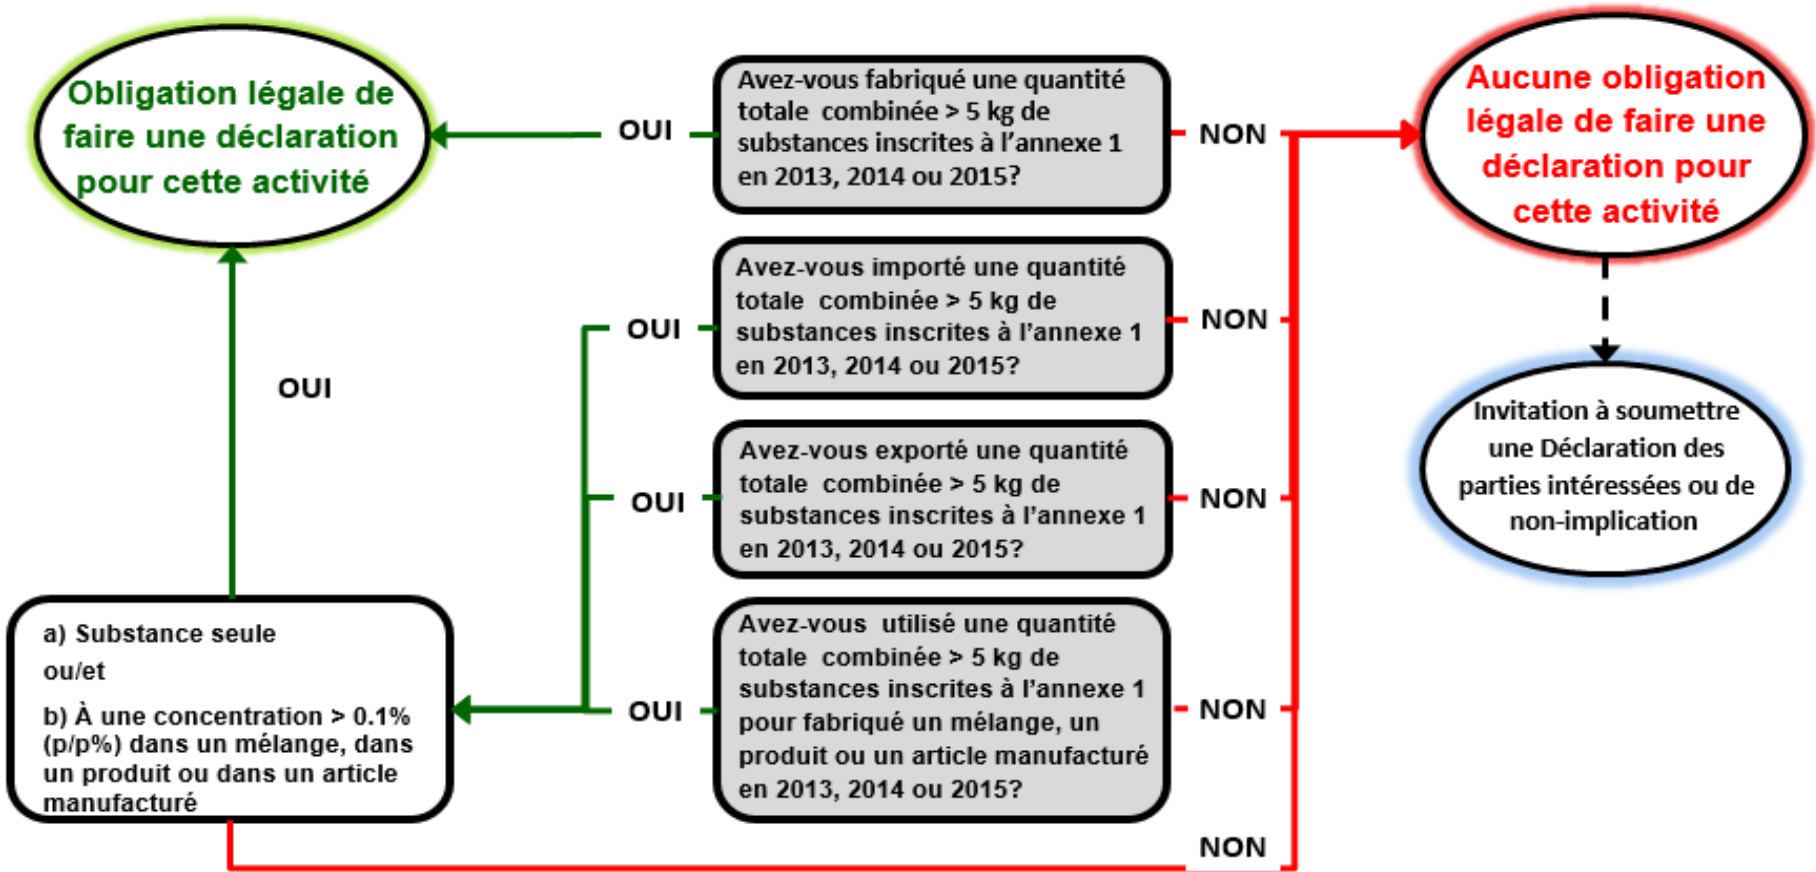 Obligation légale de
faire une déclaration
pour cette activité
OUI
Avez-vous fabriqué une quantité
totale combinée > 5 kg de
substances inscrites à l'annexe 1
en 2013, 2014 ou 2015?
NON
Aucune obligation
légale de faire une
déclaration pour
cette activité
OUI
Avez-vous importé une quantité
totale combinée > 5 kg de
substances inscrites à l'annexe 1
en 2013, 2014 ou 2015?
NON
OUI
Invitation à soumettre
une Déclaration des
parties intéressées ou de
non-implication
OUI
Avez-vous exporté une quantité
totale combinée > 5 kg de
substances inscrites à l'annexe 1
en 2013, 2014 ou 2015?
NON
a) Substance seule
ou/et
b) À une concentration > 0.1%
(p/p%) dans un mélange, dans
un produit ou dans un article
manufacturé
OUI
Avez-vous utilisé une quantité
totale combinée > 5 kg de
substances inscrites à l'annexe 1
pour fabriqué un mélange, un
produit ou un article manufacturé
en 2013, 2014 ou 2015?
NON
NON